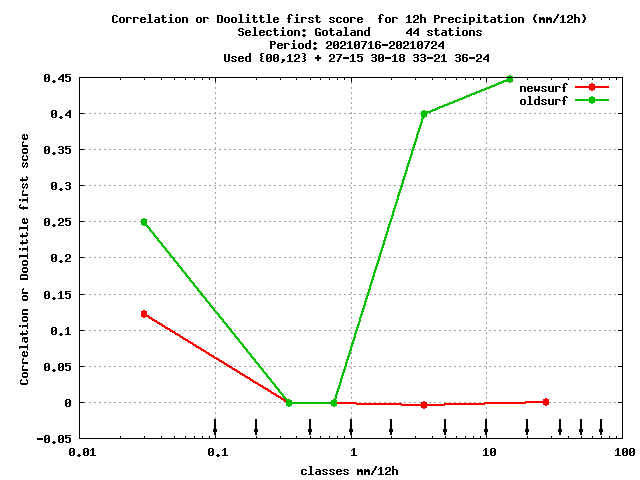 Correlation or Doolittle first score  for 12h Precipitation (mm/12h)
Selection: Gotaland     44 stations
Period: 20210716-20210724
Used {00,12} + 27-15 30-18 33-21 36-24
newsurf
oldsurf
Correlation or Doolittle first score
0.45
0.4
0.35
0.3
0.25
0.2
0.15
0.1
0.05
0
-0.05
0.01 0.1 1 10 100
classes mm/12h